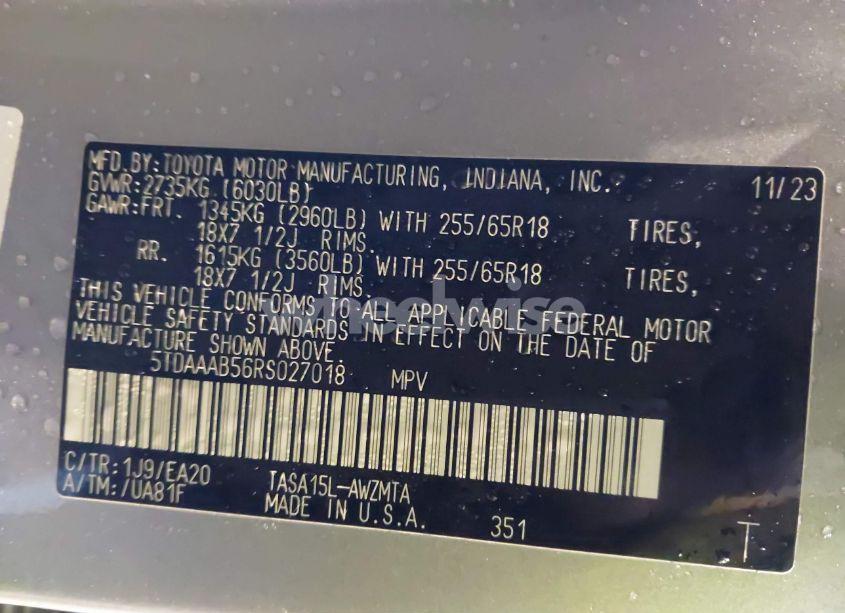 MFD. BY: TOYOTA MOTOR MANUFACTURING, INDIANA, INC. 11/23
GVWR: 2735KG (6030LB)
GAWR: FRT. 1345KG (2960LB) WITH 255/65R18 TIRES,
18X7 1/2J RIMS.
RR. 1615KG (3560LB) WITH 255/65R18 TIRES,
18X7 1/2J RIMS.
THIS VEHICLE CONFORMS TO ALL APPLICABLE FEDERAL MOTOR
VEHICLE SAFETY STANDARDS IN EFFECT ON THE DATE OF
MANUFACTURE SHOWN ABOVE.
5TDAAAB56RS027018 MPV
C/TR: 1J9/EA20 TASA15L-AWZMTA
A/TM: /UA81F MADE IN U.S.A. 351 T
wheelwise